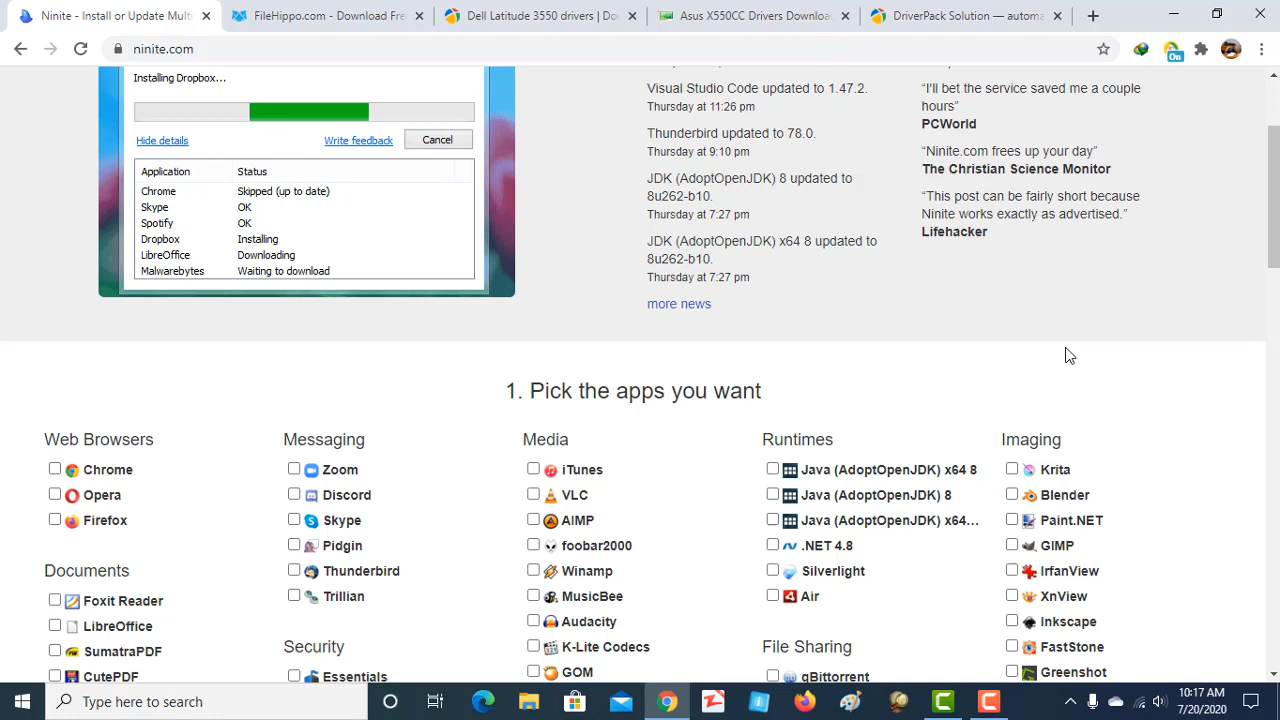 Ninite - Install or Update Mult
FileHippo.com - Download Fre
Dell Latitude 3550 drivers | Do
Asus X550CC Drivers Downloa
DriverPack Solution — automa
ninite.com
On
Installing Dropbox...
Hide details
Write feedback
Cancel
Application Status
Chrome Skipped (up to date)
Skype OK
Spotify OK
Dropbox Installing
LibreOffice Downloading
Malwarebytes Waiting to download
Visual Studio Code updated to 1.47.2.
Thursday at 11:26 pm
Thunderbird updated to 78.0.
Thursday at 9:10 pm
JDK (AdoptOpenJDK) 8 updated to
8u262-b10.
Thursday at 7:27 pm
JDK (AdoptOpenJDK) x64 8 updated to
8u262-b10.
Thursday at 7:27 pm
more news
“I'll bet the service saved me a couple
hours”
PCWorld
“Ninite.com frees up your day”
The Christian Science Monitor
“This post can be fairly short because
Ninite works exactly as advertised.”
Lifehacker
1. Pick the apps you want
Web Browsers
Chrome
Opera
Firefox
Documents
Foxit Reader
LibreOffice
SumatraPDF
CutePDF
Messaging
Zoom
Discord
Skype
Pidgin
Thunderbird
Trillian
Security
Essentials
Media
iTunes
VLC
AIMP
foobar2000
Winamp
MusicBee
Audacity
K-Lite Codecs
GOM
Runtimes
Java (AdoptOpenJDK) x64 8
Java (AdoptOpenJDK) 8
Java (AdoptOpenJDK) x64...
.NET 4.8
Silverlight
Air
File Sharing
qBittorrent
Imaging
Krita
Blender
Paint.NET
GIMP
IrfanView
XnView
Inkscape
FastStone
Greenshot
Type here to search
10:17 AM
7/20/2020